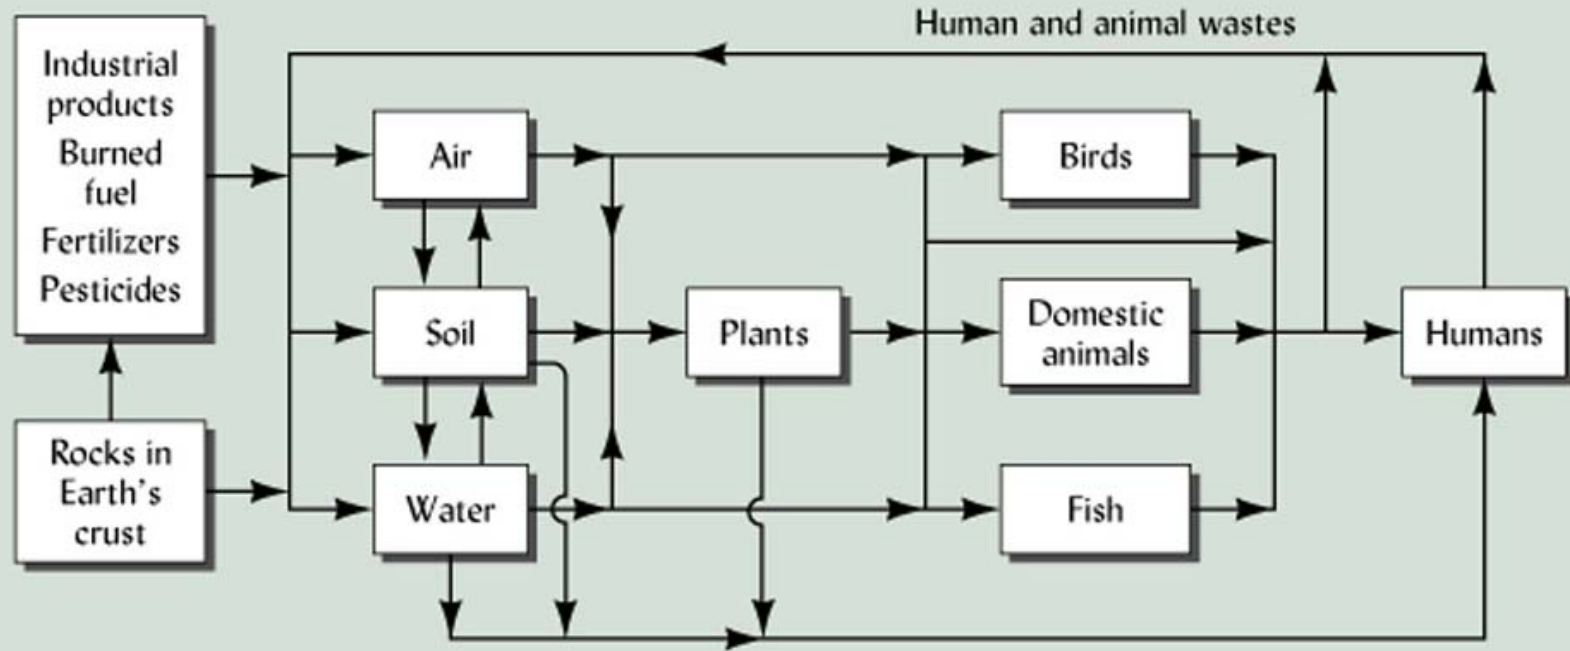 Human and animal wastes
Industrial
products
Burned
fuel
Fertilizers
Pesticides
Rocks in
Earth's
crust
Air
Soil
Water
Plants
Birds
Domestic
animals
Fish
Humans